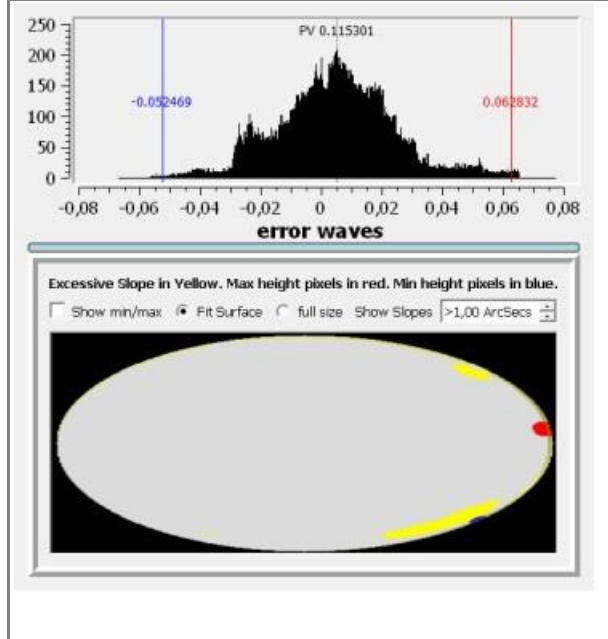 250
PV 0.115301
200
150
-0.052469
0.062832
100
50
0
-0,08 -0,06 -0,04 -0,02 0 0,02 0,04 0,06 0,08
error waves
Excessive Slope in Yellow. Max height pixels in red. Min height pixels in blue.
Show min/max Fit Surface full size Show Slopes >1,00 ArcSecs